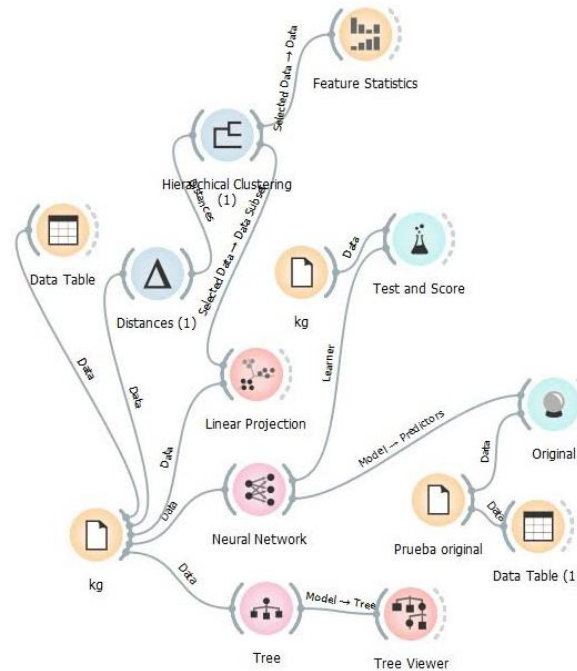 Selected Data → Data
Feature Statistics
Hierarchical Clustering
(1)
Distances
Selected Data → Data Subset
Data Table
Distances (1)
Data
kg
Test and Score
Data
Data
Learner
Linear Projection
Data
Model → Predictors
Original
Data
Data
Neural Network
Prueba original
Data
Data Table (1
kg
Data
Tree
Model → Tree
Tree Viewer